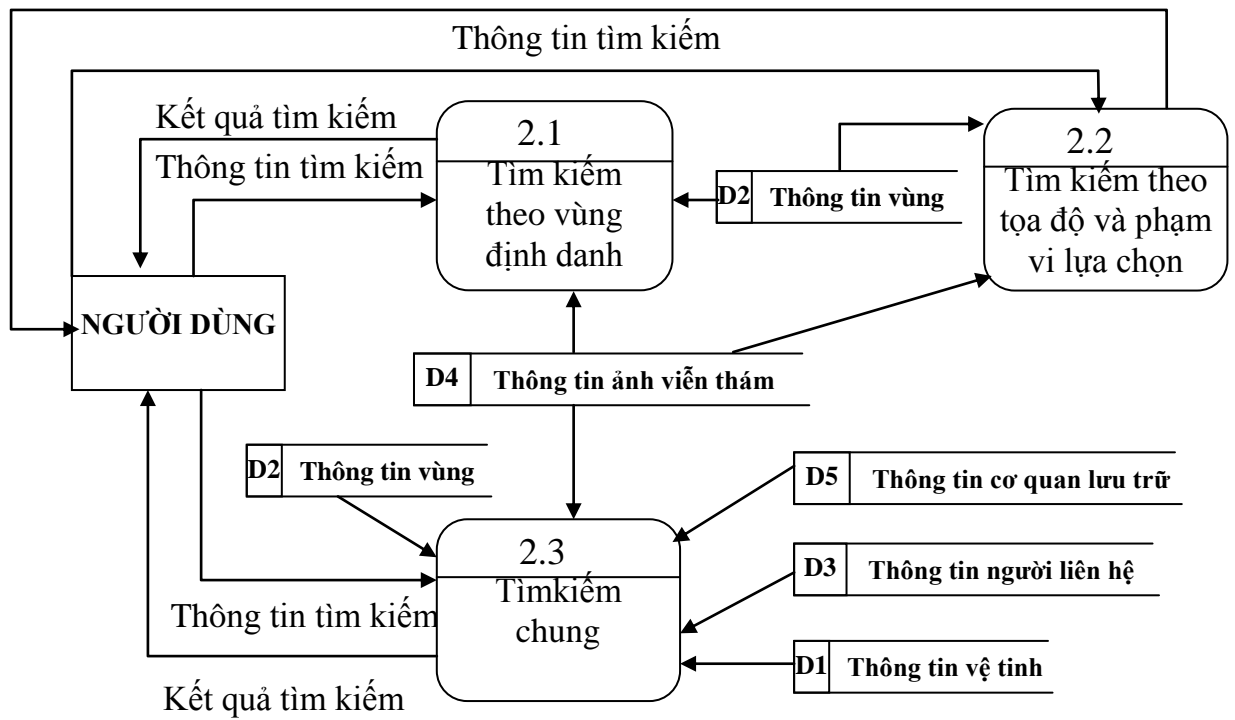 Thông tin tìm kiếm
Kết quả tìm kiếm
Thông tin tìm kiếm
2.1
Tìm kiếm
theo vùng
định danh
D2 Thông tin vùng
2.2
Tìm kiếm theo
tọa độ và phạm
vi lựa chọn
NGƯỜI DÙNG
D4 Thông tin ảnh viễn thám
D2 Thông tin vùng
D5 Thông tin cơ quan lưu trữ
2.3
Tìmkiếm
chung
D3 Thông tin người liên hệ
Thông tin tìm kiếm
D1 Thông tin vệ tinh
Kết quả tìm kiếm